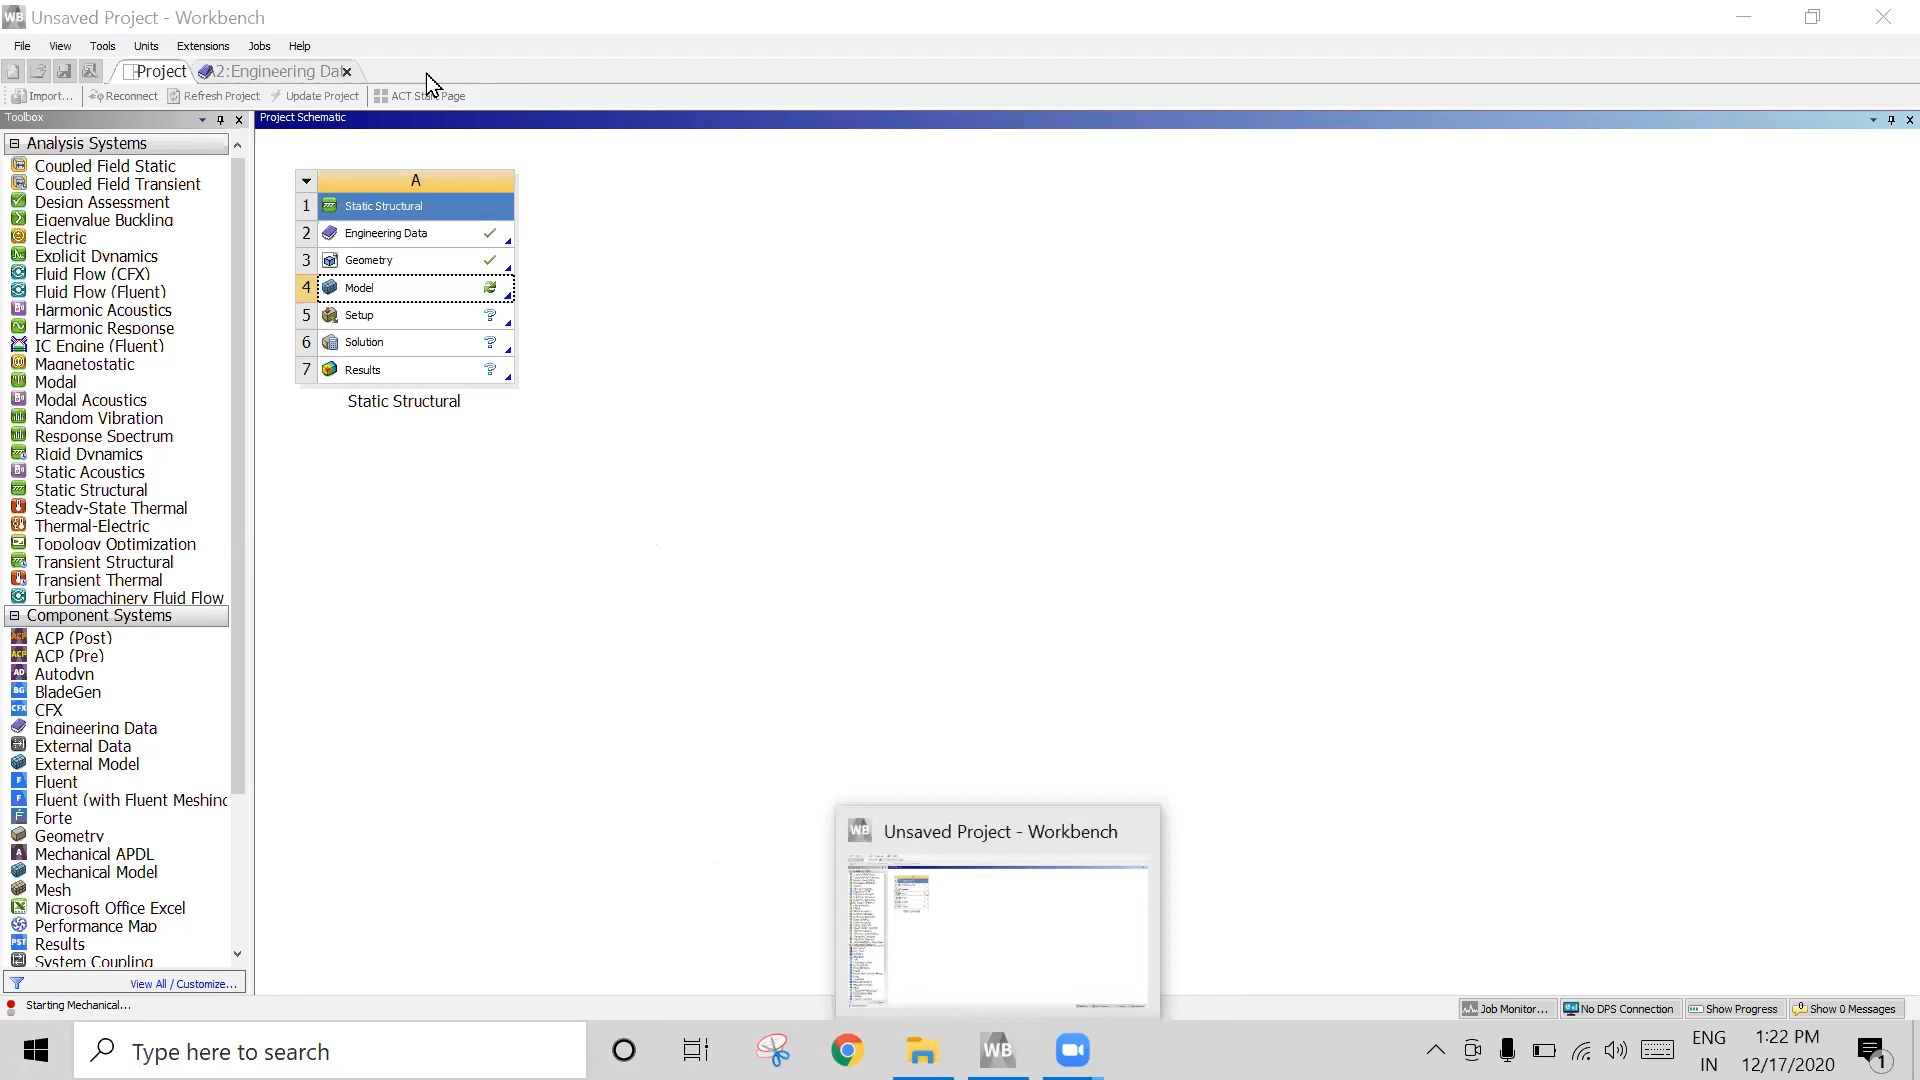 WB Unsaved Project - Workbench
File View Tools Units Extensions Jobs Help
Project A2:Engineering Dat
Import... Reconnect Refresh Project Update Project ACT Start Page
Toolbox
Project Schematic
Analysis Systems
Coupled Field Static
Coupled Field Transient
Design Assessment
Eigenvalue Buckling
Electric
Explicit Dynamics
Fluid Flow (CFX)
Fluid Flow (Fluent)
Harmonic Acoustics
Harmonic Response
IC Engine (Fluent)
Magnetostatic
Modal
Modal Acoustics
Random Vibration
Response Spectrum
Rigid Dynamics
Static Acoustics
Static Structural
Steady-State Thermal
Thermal-Electric
Topology Optimization
Transient Structural
Transient Thermal
Turbomachinery Fluid Flow
Component Systems
ACP (Post)
ACP (Pre)
Autodyn
BladeGen
CFX
Engineering Data
External Data
External Model
Fluent
Fluent (with Fluent Meshing
Forte
Geometry
Mechanical APDL
Mechanical Model
Mesh
Microsoft Office Excel
Performance Map
Results
System Coupling
View All / Customize...
A
1 Static Structural
2 Engineering Data
3 Geometry
4 Model
5 Setup
6 Solution
7 Results
Static Structural
WB Unsaved Project - Workbench
Starting Mechanical...
Job Monitor... No DPS Connection Show Progress Show 0 Messages
Type here to search
WB
ENG
IN
1:22 PM
12/17/2020
1